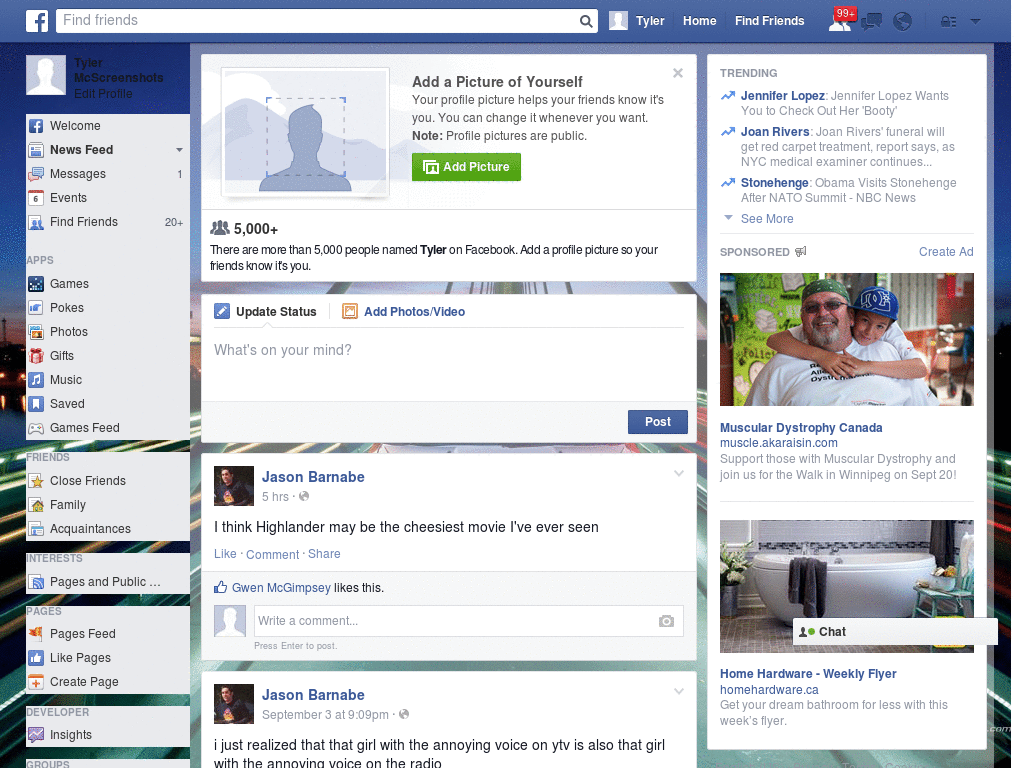 Find friends
Tyler
Home
Find Friends
99+
Tyler
McScreenshots
Edit Profile
Welcome
News Feed
Messages 1
6 Events
Find Friends 20+
APPS
Games
Pokes
Photos
Gifts
Music
Saved
Games Feed
FRIENDS
Close Friends
Family
Acquaintances
INTERESTS
Pages and Public ...
PAGES
Pages Feed
Like Pages
Create Page
DEVELOPER
Insights
GROUPS
Add a Picture of Yourself
Your profile picture helps your friends know it's
you. You can change it whenever you want.
Note: Profile pictures are public.
Add Picture
5,000+
There are more than 5,000 people named Tyler on Facebook. Add a profile picture so your
friends know it's you.
Update Status
Add Photos/Video
What's on your mind?
Post
Jason Barnabe
5 hrs ·
I think Highlander may be the cheesiest movie I've ever seen
Like · Comment · Share
Gwen McGimpsey likes this.
Write a comment...
Press Enter to post.
Jason Barnabe
September 3 at 9:09pm ·
i just realized that that girl with the annoying voice on ytv is also that girl
with the annoying voice on the radio
TRENDING
Jennifer Lopez: Jennifer Lopez Wants
You to Check Out Her 'Booty'
Joan Rivers: Joan Rivers' funeral will
get red carpet treatment, report says, as
NYC medical examiner continues...
Stonehenge: Obama Visits Stonehenge
After NATO Summit - NBC News
See More
SPONSORED
Create Ad
Muscular Dystrophy Canada
muscle.akaraisin.com
Support those with Muscular Dystrophy and
join us for the Walk in Winnipeg on Sept 20!
Chat
Home Hardware - Weekly Flyer
homehardware.ca
Get your dream bathroom for less with this
week's flyer.
.com